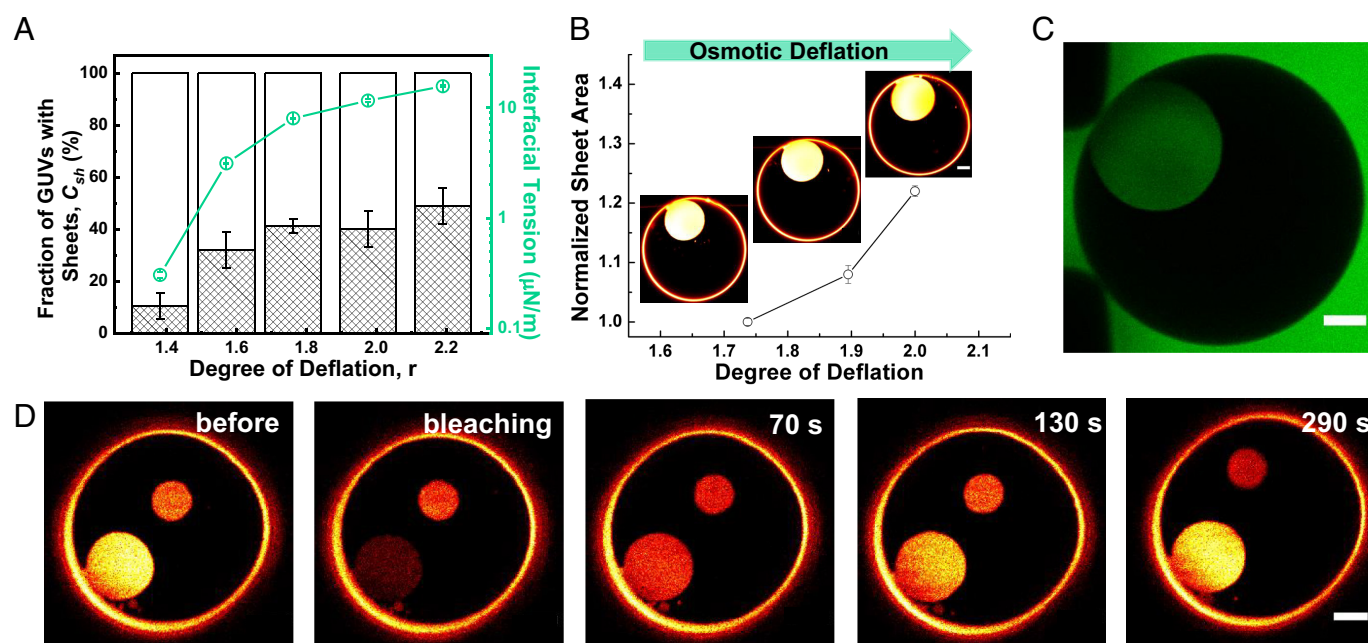 A
Fraction of GUVs with
Sheets, C_sh (%)
100
80
60
40
20
0
1.4
1.6
1.8
2.0
2.2
Degree of Deflation, r
10
1
0.1
Interfacial Tension (μN/m)
B
Osmotic Deflation
Normalized Sheet Area
1.4
1.3
1.2
1.1
1.0
1.6
1.7
1.8
1.9
2.0
2.1
Degree of Deflation
C
D
before
bleaching
70 s
130 s
290 s